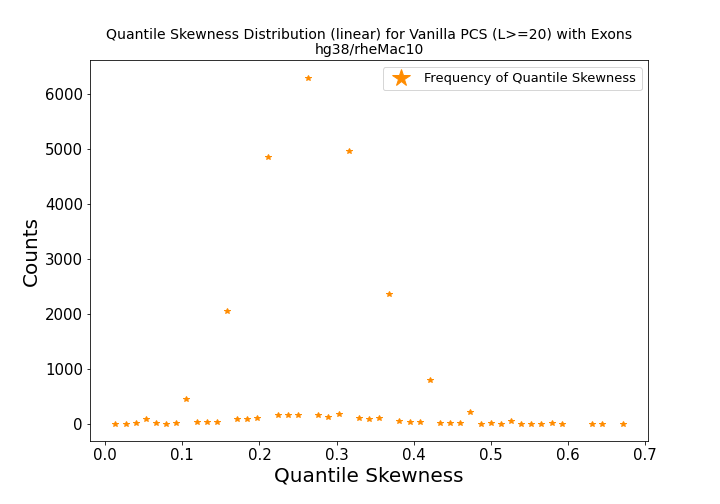 Quantile Skewness Distribution (linear) for Vanilla PCS (L>=20) with Exons
hg38/rheMac10
Frequency of Quantile Skewness
6000
5000
4000
3000
2000
1000
0
Counts
0.0 0.1 0.2 0.3 0.4 0.5 0.6 0.7
Quantile Skewness